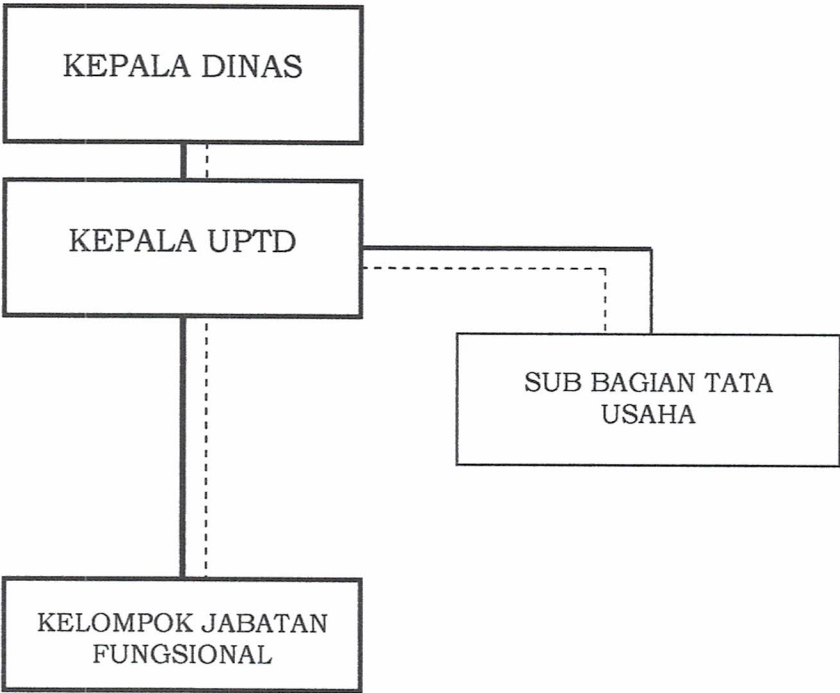 KEPALA DINAS
KEPALA UPTD
SUB BAGIAN TATA
USAHA
KELOMPOK JABATAN
FUNGSIONAL